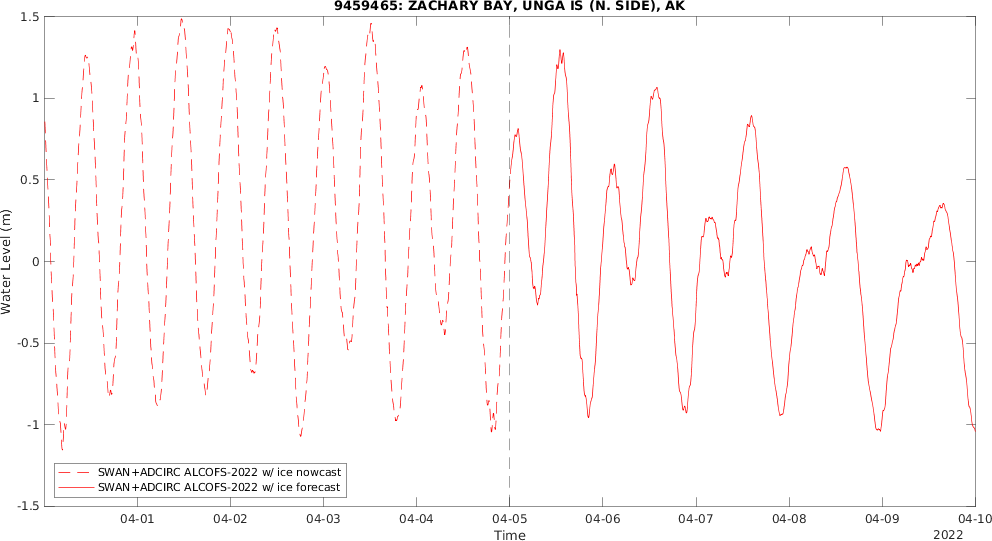 9459465: ZACHARY BAY, UNGA IS (N. SIDE), AK
Water Level (m)
1.5
1
0.5
0
-0.5
-1
-1.5
SWAN+ADCIRC ALCOFS-2022 w/ ice nowcast
SWAN+ADCIRC ALCOFS-2022 w/ ice forecast
04-01 04-02 04-03 04-04 04-05 04-06 04-07 04-08 04-09 04-10
Time
2022